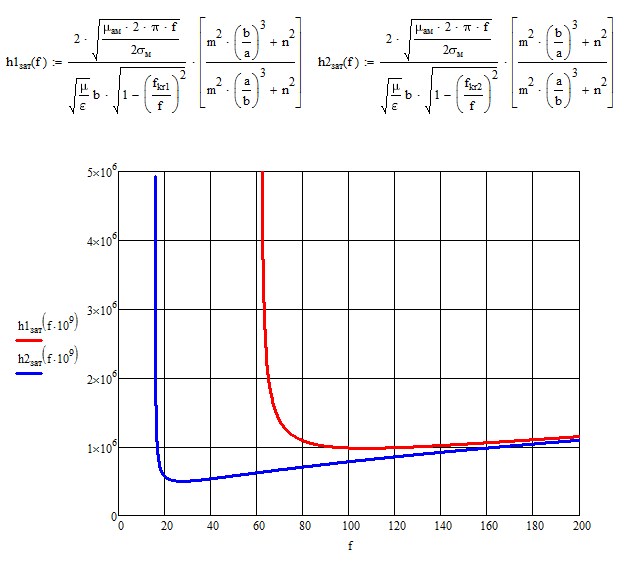 h1зат(f) := 2 · √(μам · 2 · π · f / 2σм) / (√(μ/ε) b · √(1 − (fkr1/f)²)) · [(m² · (b/a)³ + n²) / (m² · (a/b)³ + n²)]
h2зат(f) := 2 · √(μам · 2 · π · f / 2σм) / (√(μ/ε) b · √(1 − (fkr2/f)²)) · [(m² · (b/a)³ + n²) / (m² · (a/b)³ + n²)]
5×10⁶
4×10⁶
3×10⁶
h1зат(f·10⁹)
h2зат(f·10⁹)
2×10⁶
1×10⁶
0
0 20 40 60 80 100 120 140 160 180 200
f